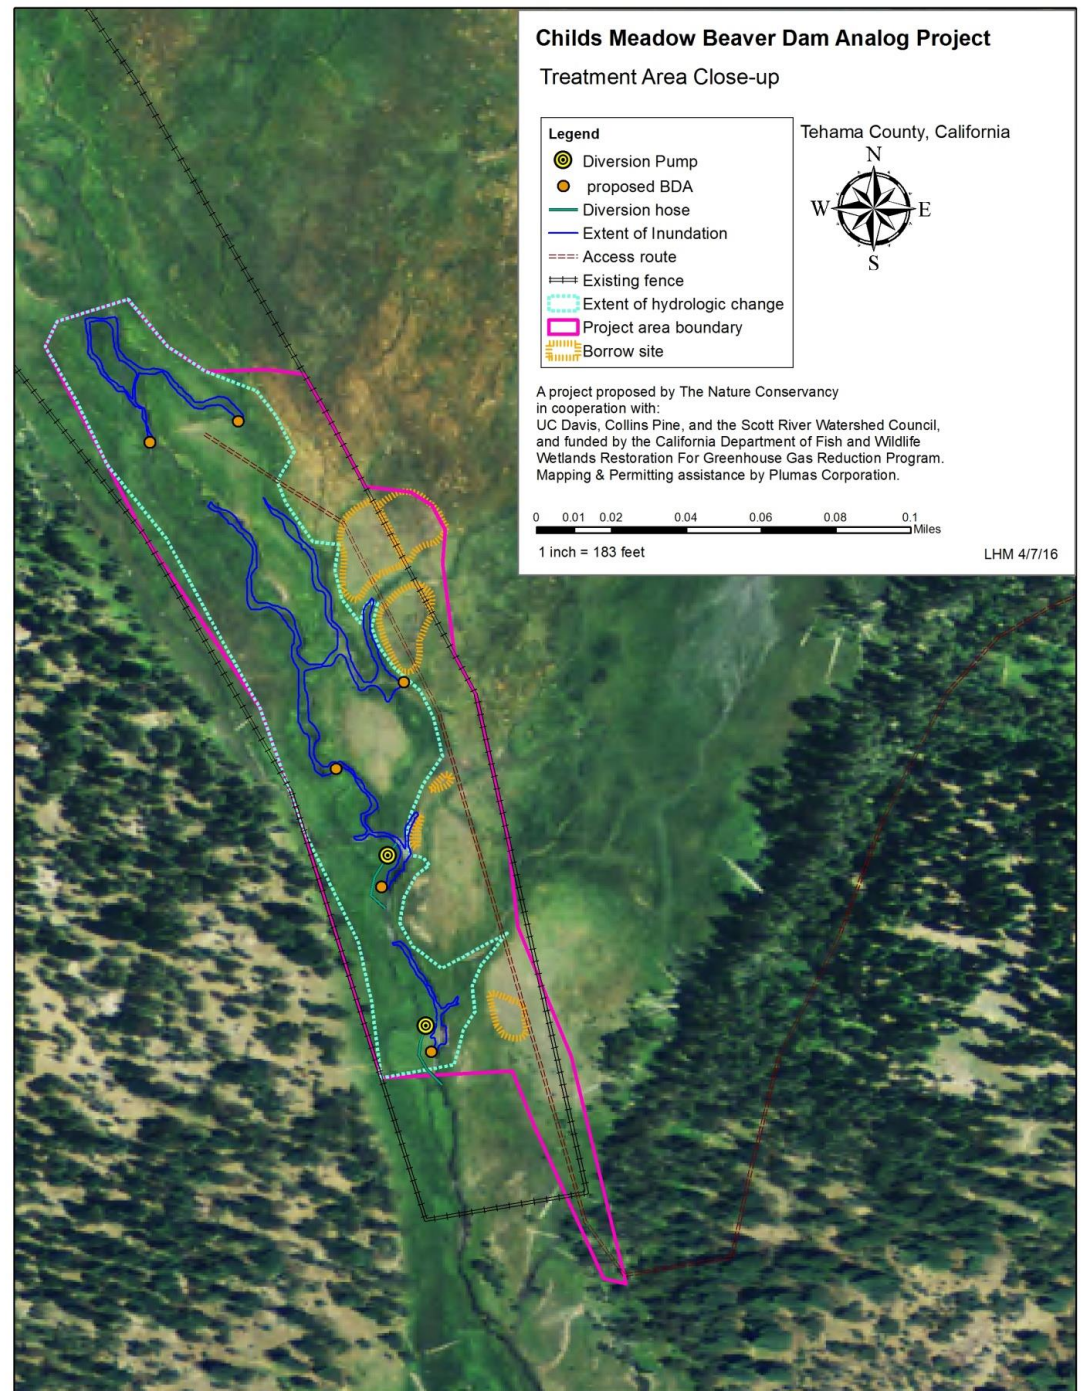 Childs Meadow Beaver Dam Analog Project
Treatment Area Close-up
Legend
Diversion Pump
proposed BDA
Diversion hose
Extent of Inundation
Access route
Existing fence
Extent of hydrologic change
Project area boundary
Borrow site
Tehama County, California
N
W E
S
A project proposed by The Nature Conservancy
in cooperation with:
UC Davis, Collins Pine, and the Scott River Watershed Council,
and funded by the California Department of Fish and Wildlife
Wetlands Restoration For Greenhouse Gas Reduction Program.
Mapping & Permitting assistance by Plumas Corporation.
0 0.01 0.02 0.04 0.06 0.08 0.1
Miles
1 inch = 183 feet
LHM 4/7/16